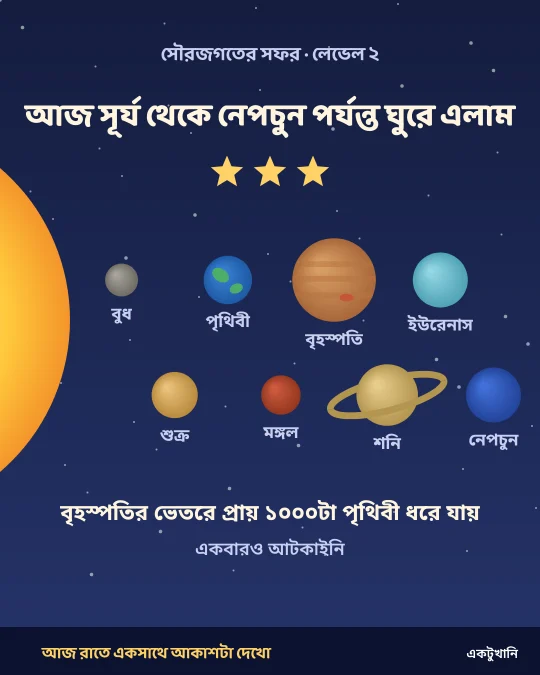 সৌরজগতের সফর · লেভেল ২
আজ সূর্য থেকে নেপচুন পর্যন্ত ঘুরে এলাম
বুধ
পৃথিবী
বৃহস্পতি
ইউরেনাস
শুক্র
মঙ্গল
শনি
নেপচুন
বৃহস্পতির ভেতরে প্রায় ১০০০টা পৃথিবী ধরে যায়
একবারও আটকাইনি
আজ রাতে একসাথে আকাশটা দেখো
একটুখানি